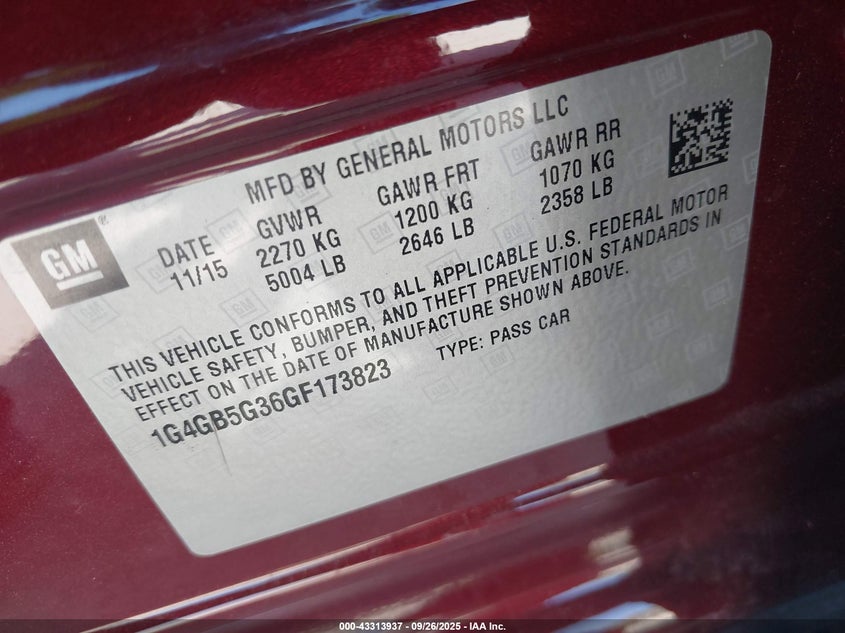 MFD BY GENERAL MOTORS LLC
GM®
DATE GVWR GAWR FRT GAWR RR
11/15 2270 KG 1200 KG 1070 KG
5004 LB 2646 LB 2358 LB
THIS VEHICLE CONFORMS TO ALL APPLICABLE U.S. FEDERAL MOTOR
VEHICLE SAFETY, BUMPER, AND THEFT PREVENTION STANDARDS IN
EFFECT ON THE DATE OF MANUFACTURE SHOWN ABOVE.
1G4GB5G36GF173823 TYPE: PASS CAR
000-43313937 - 09/26/2025 - IAA Inc.